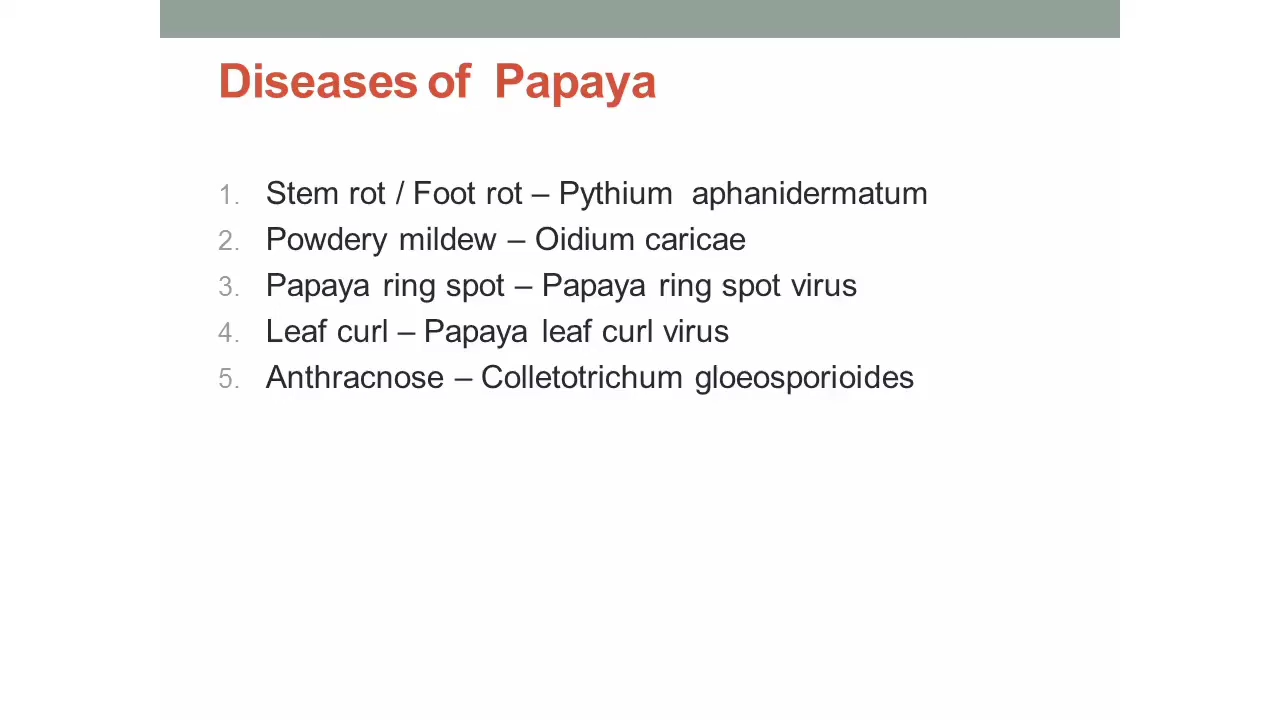 Diseases of Papaya
1. Stem rot / Foot rot – Pythium aphanidermatum
2. Powdery mildew – Oidium caricae
3. Papaya ring spot – Papaya ring spot virus
4. Leaf curl – Papaya leaf curl virus
5. Anthracnose – Colletotrichum gloeosporioides